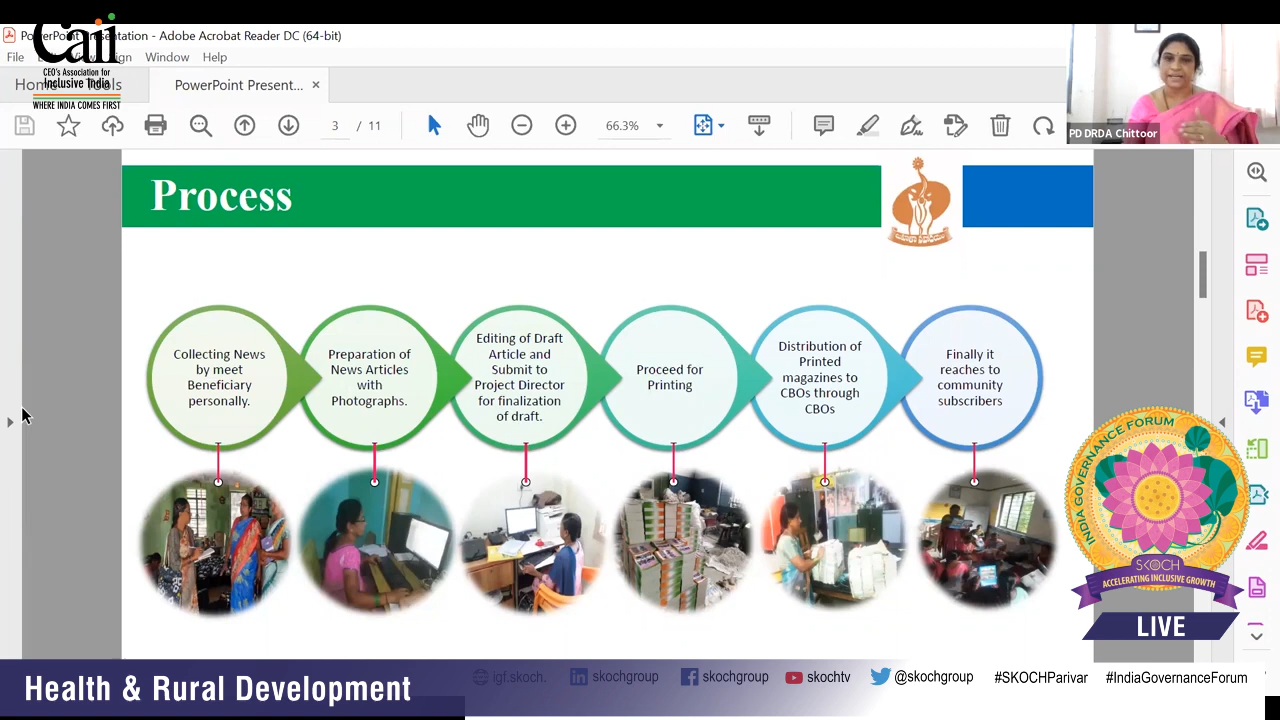 PowerPoint Presentation - Adobe Acrobat Reader DC (64-bit)
File
Window
Help
Caii
CEO's Association for
Inclusive India
WHERE INDIA COMES FIRST
Home
Tools
PowerPoint Present...
3 / 11
66.3%
PD DRDA Chittoor
Process
Collecting News
by meet
Beneficiary
personally.
Preparation of
News Articles
with
Photographs.
Editing of Draft
Article and
Submit to
Project Director
for finalization
of draft.
Proceed for
Printing
Distribution of
Printed
magazines to
CBOs through
CBOs
Finally it
reaches to
community
subscribers
INDIA GOVERNANCE FORUM
SKOCH
ACCELERATING INCLUSIVE GROWTH
LIVE
Health & Rural Development
igf.skoch.
skochgroup
skochgroup
skochtv
@skochgroup
#SKOCHParivar
#IndiaGovernanceForum